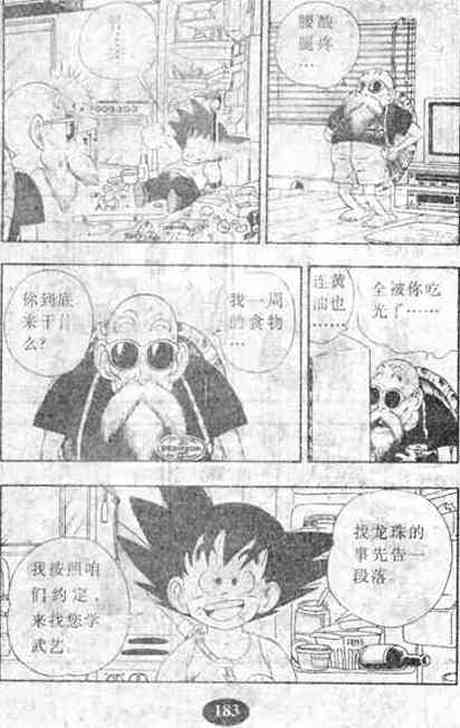 腰酸
腿疼
…
全被你吃
光了……
连黄
油也
……
我一周
的食物
…
你到底
来干什
么?
找龙珠的
事先告一
段落。
我按照咱
们约定，
来找您学
武艺
183